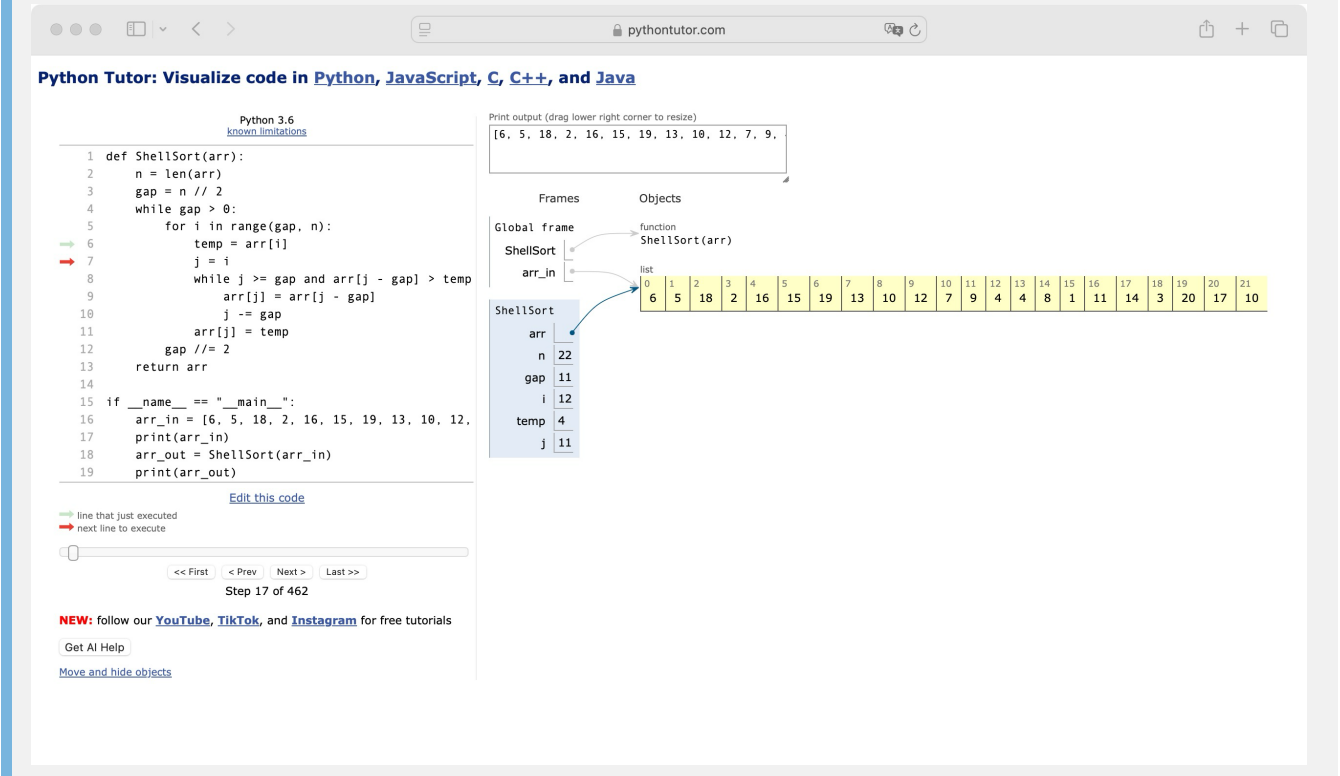 pythontutor.com
Python Tutor: Visualize code in Python, JavaScript, C, C++, and Java
Python 3.6
known limitations
1 def ShellSort(arr):
2     n = len(arr)
3     gap = n // 2
4     while gap > 0:
5         for i in range(gap, n):
6             temp = arr[i]
7             j = i
8             while j >= gap and arr[j - gap] > temp
9                 arr[j] = arr[j - gap]
10                 j -= gap
11             arr[j] = temp
12         gap //= 2
13     return arr
14
15 if __name__ == "__main__":
16     arr_in = [6, 5, 18, 2, 16, 15, 19, 13, 10, 12,
17     print(arr_in)
18     arr_out = ShellSort(arr_in)
19     print(arr_out)
Edit this code
line that just executed
next line to execute
<< First < Prev Next > Last >>
Step 17 of 462
NEW: follow our YouTube, TikTok, and Instagram for free tutorials
Get AI Help
Move and hide objects
Print output (drag lower right corner to resize)
[6, 5, 18, 2, 16, 15, 19, 13, 10, 12, 7, 9,
Frames Objects
Global frame
ShellSort
arr_in
function
ShellSort(arr)
list
0 1 2 3 4 5 6 7 8 9 10 11 12 13 14 15 16 17 18 19 20 21
6 5 18 2 16 15 19 13 10 12 7 9 4 4 8 1 11 14 3 20 17 10
ShellSort
arr
n 22
gap 11
i 12
temp 4
j 11